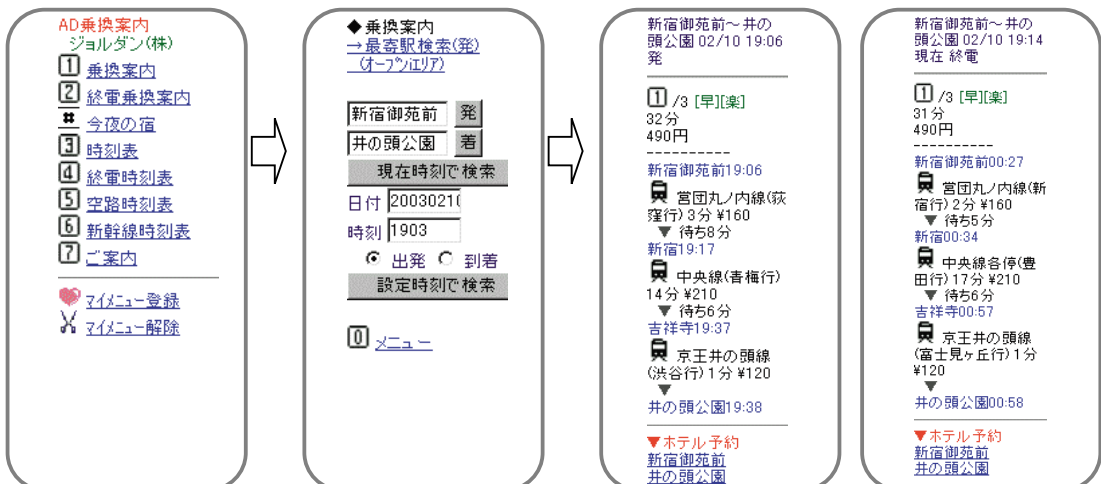 AD乗換案内
ジョルダン(株)
1 乗換案内
2 終電乗換案内
# 今夜の宿
3 時刻表
4 終電時刻表
5 空路時刻表
6 新幹線時刻表
7 ご案内
マイメニュー登録
マイメニュー解除
◆乗換案内
→最寄駅検索(発)
(オープンエリア)
新宿御苑前 発
井の頭公園 着
現在時刻で検索
日付 20030210
時刻 1903
出発 到着
設定時刻で検索
0 メニュー
新宿御苑前～井の
頭公園 02/10 19:06
発
1 /3 [早][楽]
32分
490円
----------
新宿御苑前19:06
営団丸ノ内線(荻
窪行) 3分 ¥160
▼ 待ち8分
新宿19:17
中央線(青梅行)
14分 ¥210
▼ 待ち6分
吉祥寺19:37
京王井の頭線
(渋谷行) 1分 ¥120
▼
井の頭公園19:38
▼ホテル予約
新宿御苑前
井の頭公園
新宿御苑前～井の
頭公園 02/10 19:14
現在 終電
1 /3 [早][楽]
31分
490円
----------
新宿御苑前00:27
営団丸ノ内線(新
宿行) 2分 ¥160
▼ 待ち5分
新宿00:34
中央線各停(豊
田行) 17分 ¥210
▼ 待ち6分
吉祥寺00:57
京王井の頭線
(富士見ヶ丘行) 1分
¥120
▼
井の頭公園00:58
▼ホテル予約
新宿御苑前
井の頭公園